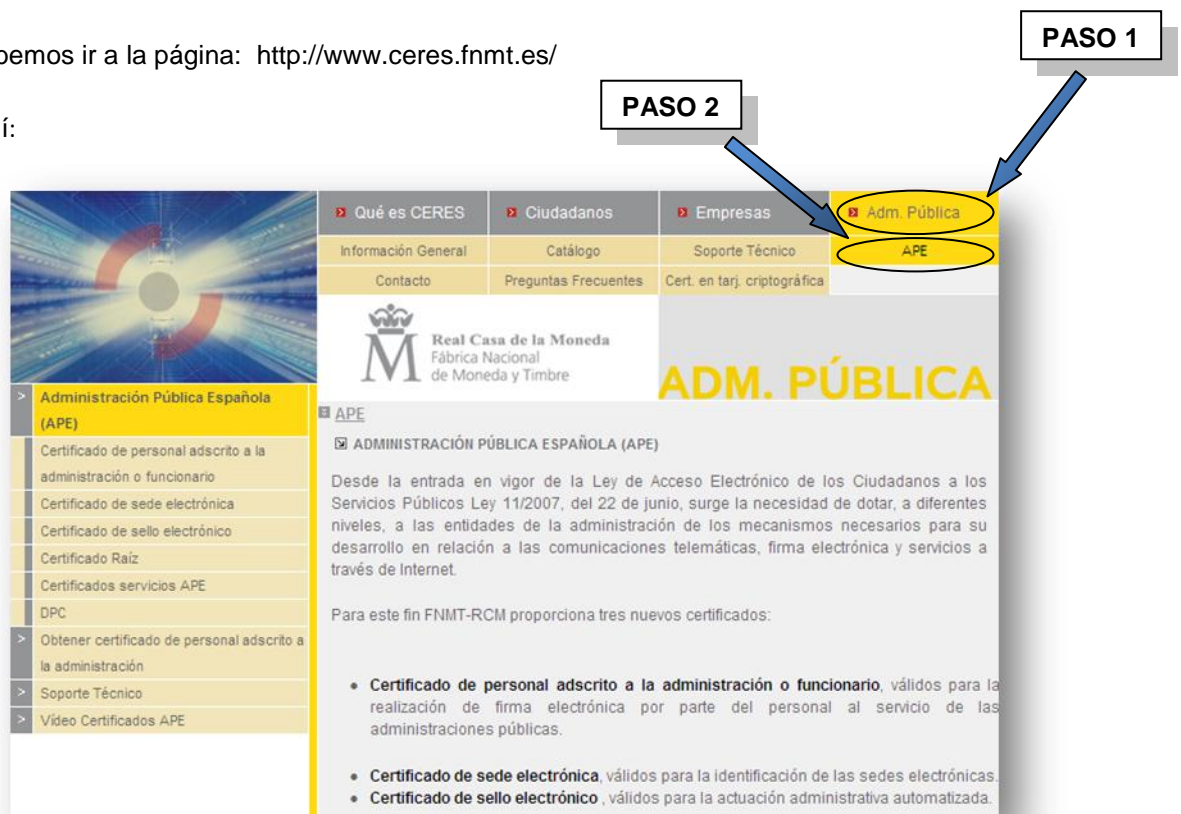 PASO 1
bemos ir a la página: http://www.ceres.fnmt.es/
PASO 2
í:
Qué es CERES
Ciudadanos
Empresas
Adm. Pública
Información General
Catálogo
Soporte Técnico
APE
Contacto
Preguntas Frecuentes
Cert. en tarj. criptográfica
M
Real Casa de la Moneda
Fábrica Nacional
de Moneda y Timbre
ADM. PÚBLICA
> Administración Pública Española
(APE)
Certificado de personal adscrito a la
administración o funcionario
Certificado de sede electrónica
Certificado de sello electrónico
Certificado Raíz
Certificados servicios APE
DPC
> Obtener certificado de personal adscrito a
la administración
> Soporte Técnico
> Vídeo Certificados APE
APE
ADMINISTRACIÓN PÚBLICA ESPAÑOLA (APE)
Desde la entrada en vigor de la Ley de Acceso Electrónico de los Ciudadanos a los
Servicios Públicos Ley 11/2007, del 22 de junio, surge la necesidad de dotar, a diferentes
niveles, a las entidades de la administración de los mecanismos necesarios para su
desarrollo en relación a las comunicaciones telemáticas, firma electrónica y servicios a
través de Internet.
Para este fin FNMT-RCM proporciona tres nuevos certificados:
• Certificado de personal adscrito a la administración o funcionario, válidos para la
realización de firma electrónica por parte del personal al servicio de las
administraciones públicas.
• Certificado de sede electrónica, válidos para la identificación de las sedes electrónicas.
• Certificado de sello electrónico , válidos para la actuación administrativa automatizada.